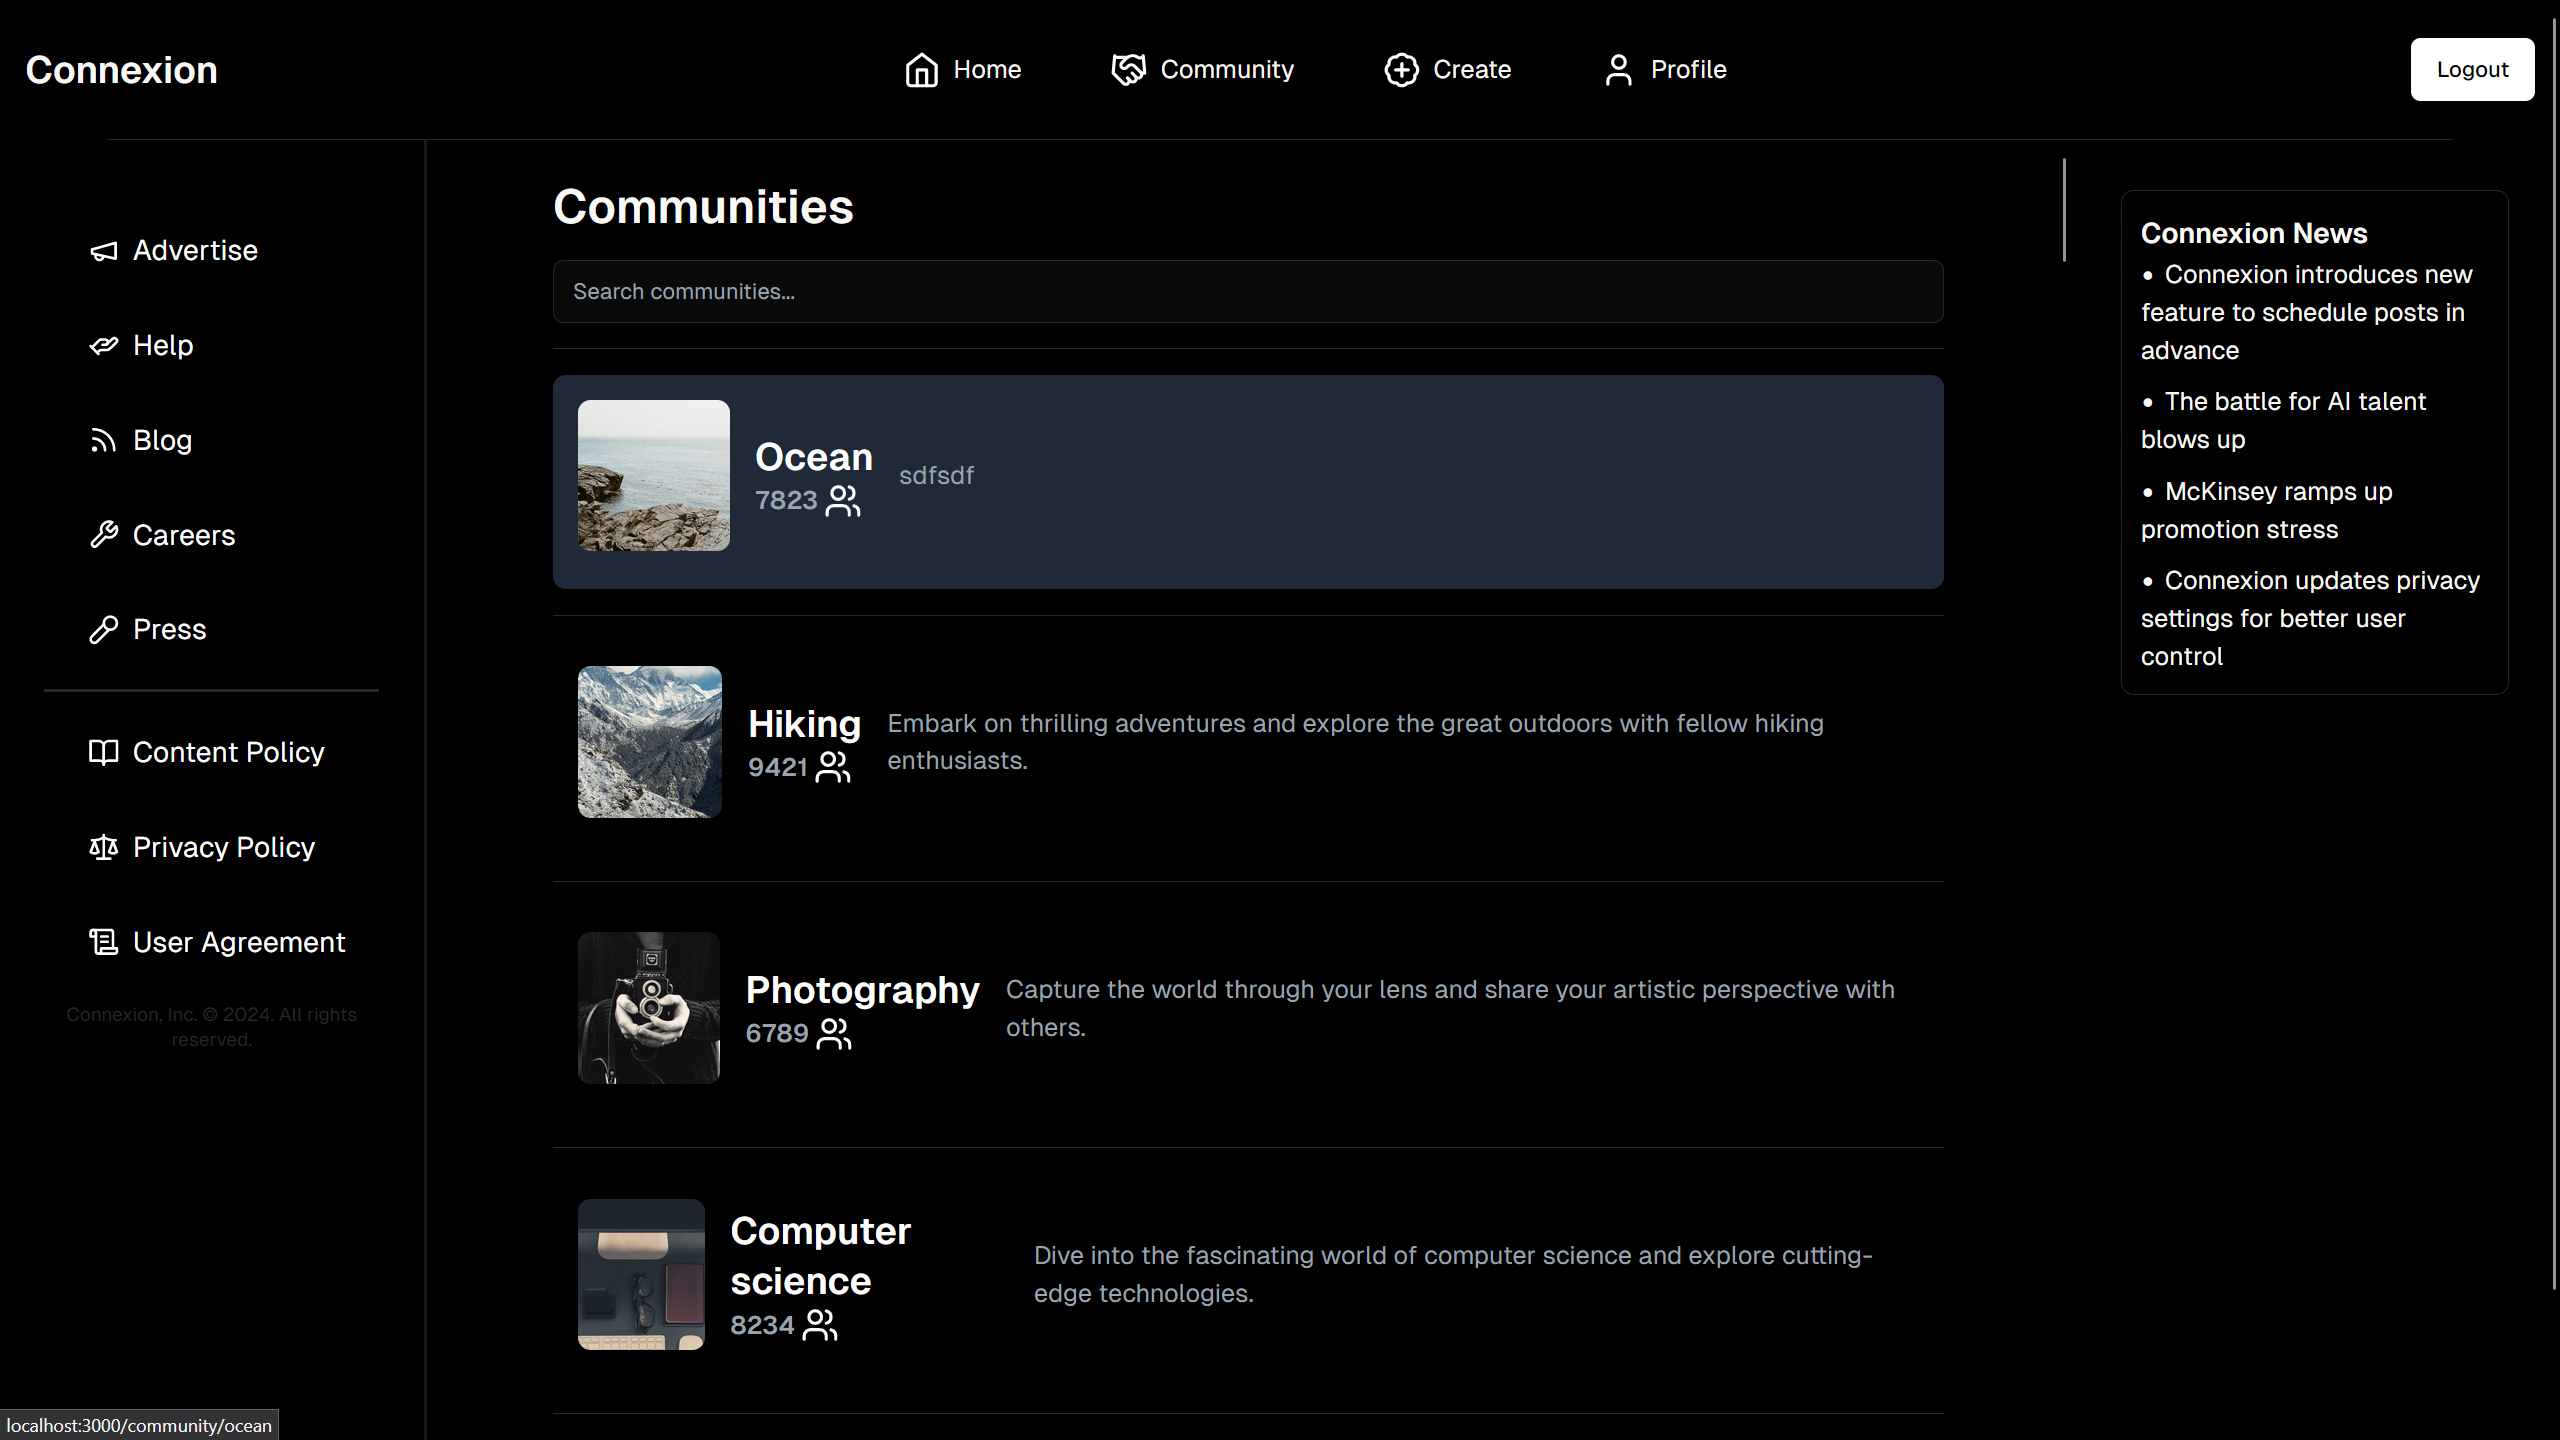 Connexion
Home
Community
Create
Profile
Logout
Advertise
Help
Blog
Careers
Press
Content Policy
Privacy Policy
User Agreement
Connexion, Inc. © 2024. All rights
reserved.
Communities
Search communities...
Ocean
7823
sdfsdf
Hiking
9421
Embark on thrilling adventures and explore the great outdoors with fellow hiking
enthusiasts.
Photography
6789
Capture the world through your lens and share your artistic perspective with
others.
Computer
science
8234
Dive into the fascinating world of computer science and explore cutting-
edge technologies.
Connexion News
• Connexion introduces new
feature to schedule posts in
advance
• The battle for AI talent
blows up
• McKinsey ramps up
promotion stress
• Connexion updates privacy
settings for better user
control
localhost:3000/community/ocean